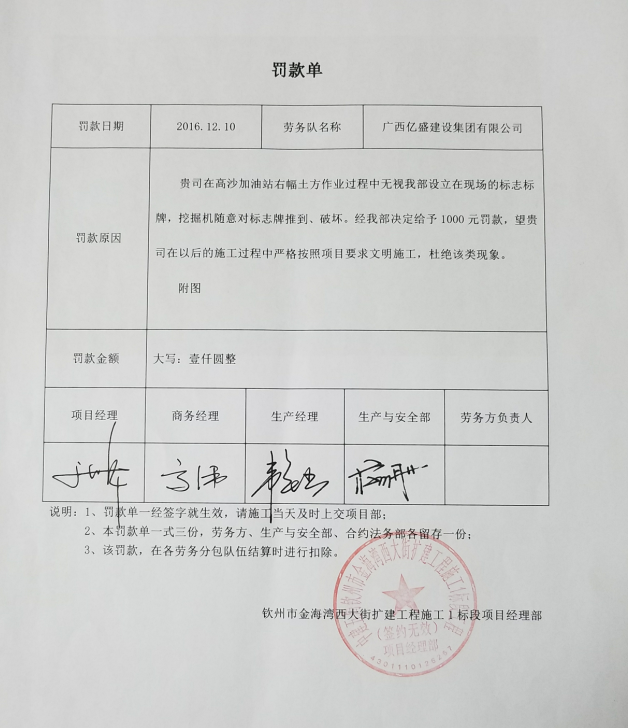 罚款单
罚款日期 2016.12.10 劳务队名称 广西亿盛建设集团有限公司
罚款原因
贵司在高沙加油站右幅土方作业过程中无视我部设立在现场的标志标
牌，挖掘机随意对标志牌推到、破坏。经我部决定给予1000元罚款，望贵
司在以后的施工过程中严格按照项目要求文明施工，杜绝该类现象。
附图
罚款金额 大写：壹仟圆整
项目经理 商务经理 生产经理 生产与安全部 劳务方负责人
说明：1、罚款单一经签字就生效，请施工当天及时上交项目部；
2、本罚款单一式三份，劳务方、生产与安全部、合约法务部各留存一份；
3、该罚款，在各劳务分包队伍结算时进行扣除。
钦州市金海湾西大街扩建工程施工1标段项目经理部
（签约无效）
项目经理部